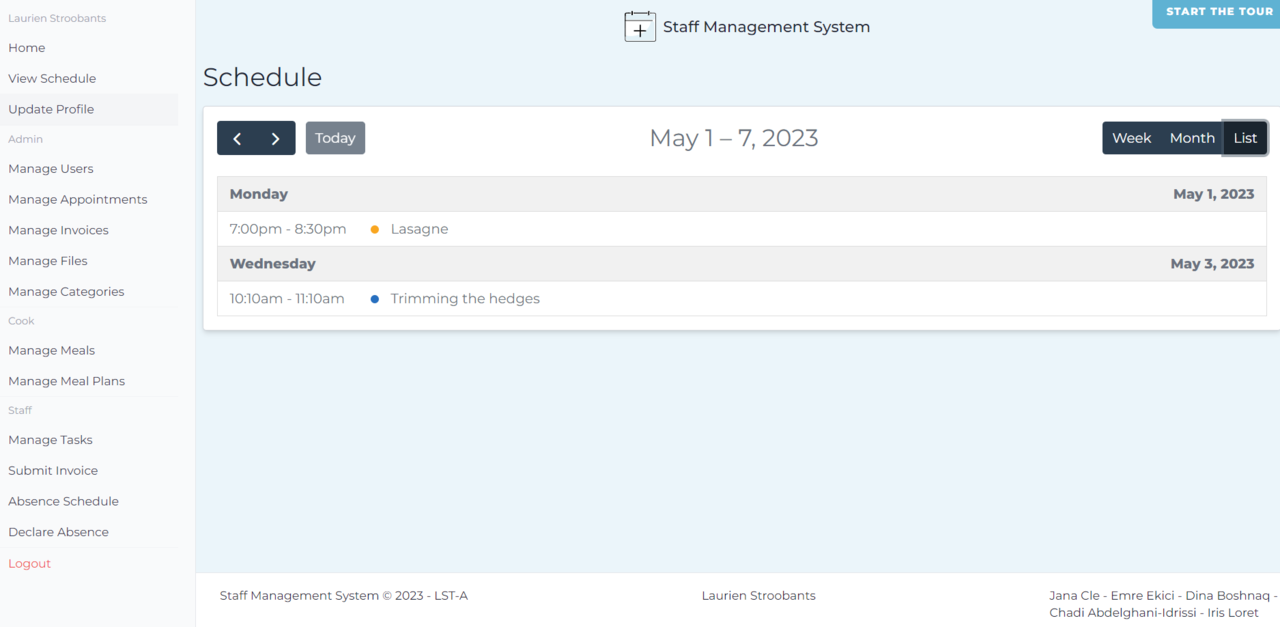 Laurien Stroobants
Home
View Schedule
Update Profile
Admin
Manage Users
Manage Appointments
Manage Invoices
Manage Files
Manage Categories
Cook
Manage Meals
Manage Meal Plans
Staff
Manage Tasks
Submit Invoice
Absence Schedule
Declare Absence
Logout
Staff Management System
START THE TOUR
Schedule
Today
May 1 – 7, 2023
Week Month List
Monday May 1, 2023
7:00pm - 8:30pm Lasagne
Wednesday May 3, 2023
10:10am - 11:10am Trimming the hedges
Staff Management System © 2023 - LST-A
Laurien Stroobants
Jana Cle - Emre Ekici - Dina Boshnaq -
Chadi Abdelghani-Idrissi - Iris Loret